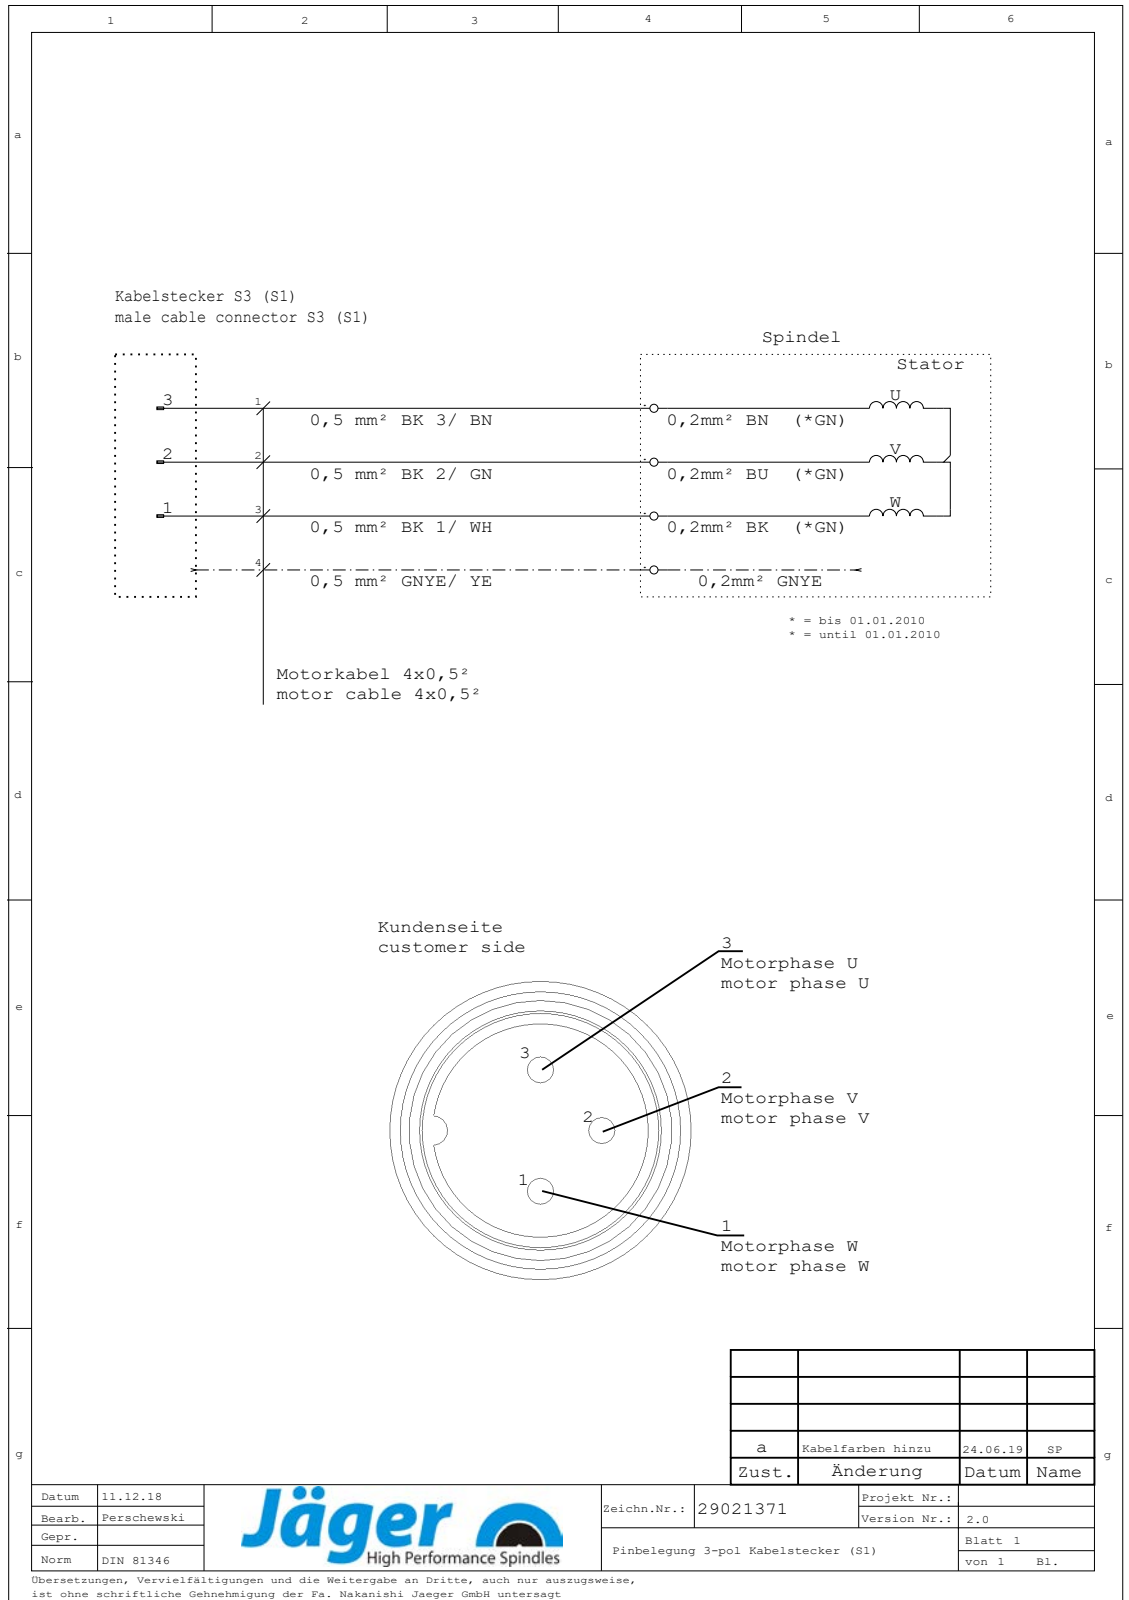 1 2 3 4 5 6
a a
Kabelstecker S3 (S1)
male cable connector S3 (S1)
Spindel
b b
Stator
3 1 U
0,5 mm² BK 3/ BN 0,2mm² BN (*GN)
2 2 V
0,5 mm² BK 2/ GN 0,2mm² BU (*GN)
1 3 W
0,5 mm² BK 1/ WH 0,2mm² BK (*GN)
4
c c
0,5 mm² GNYE/ YE 0,2mm² GNYE
* = bis 01.01.2010
* = until 01.01.2010
Motorkabel 4x0,5²
motor cable 4x0,5²
d d
Kundenseite
customer side
3
Motorphase U
motor phase U
e e
3
2
Motorphase V
motor phase V
2
1
1
Motorphase W
motor phase W
f f
g g
a Kabelfarben hinzu 24.06.19 SP
Zust. Änderung Datum Name
Datum 11.12.18
Bearb. Perschewski
Gepr.
Norm DIN 81346
Jäger
High Performance Spindles
Zeichn.Nr.: 29021371
Projekt Nr.:
Version Nr.: 2.0
Pinbelegung 3-pol Kabelstecker (S1)
Blatt 1
von 1 Bl.
Übersetzungen, Vervielfältigungen und die Weitergabe an Dritte, auch nur auszugsweise,
ist ohne schriftliche Gehnehmigung der Fa. Nakanishi Jaeger GmbH untersagt